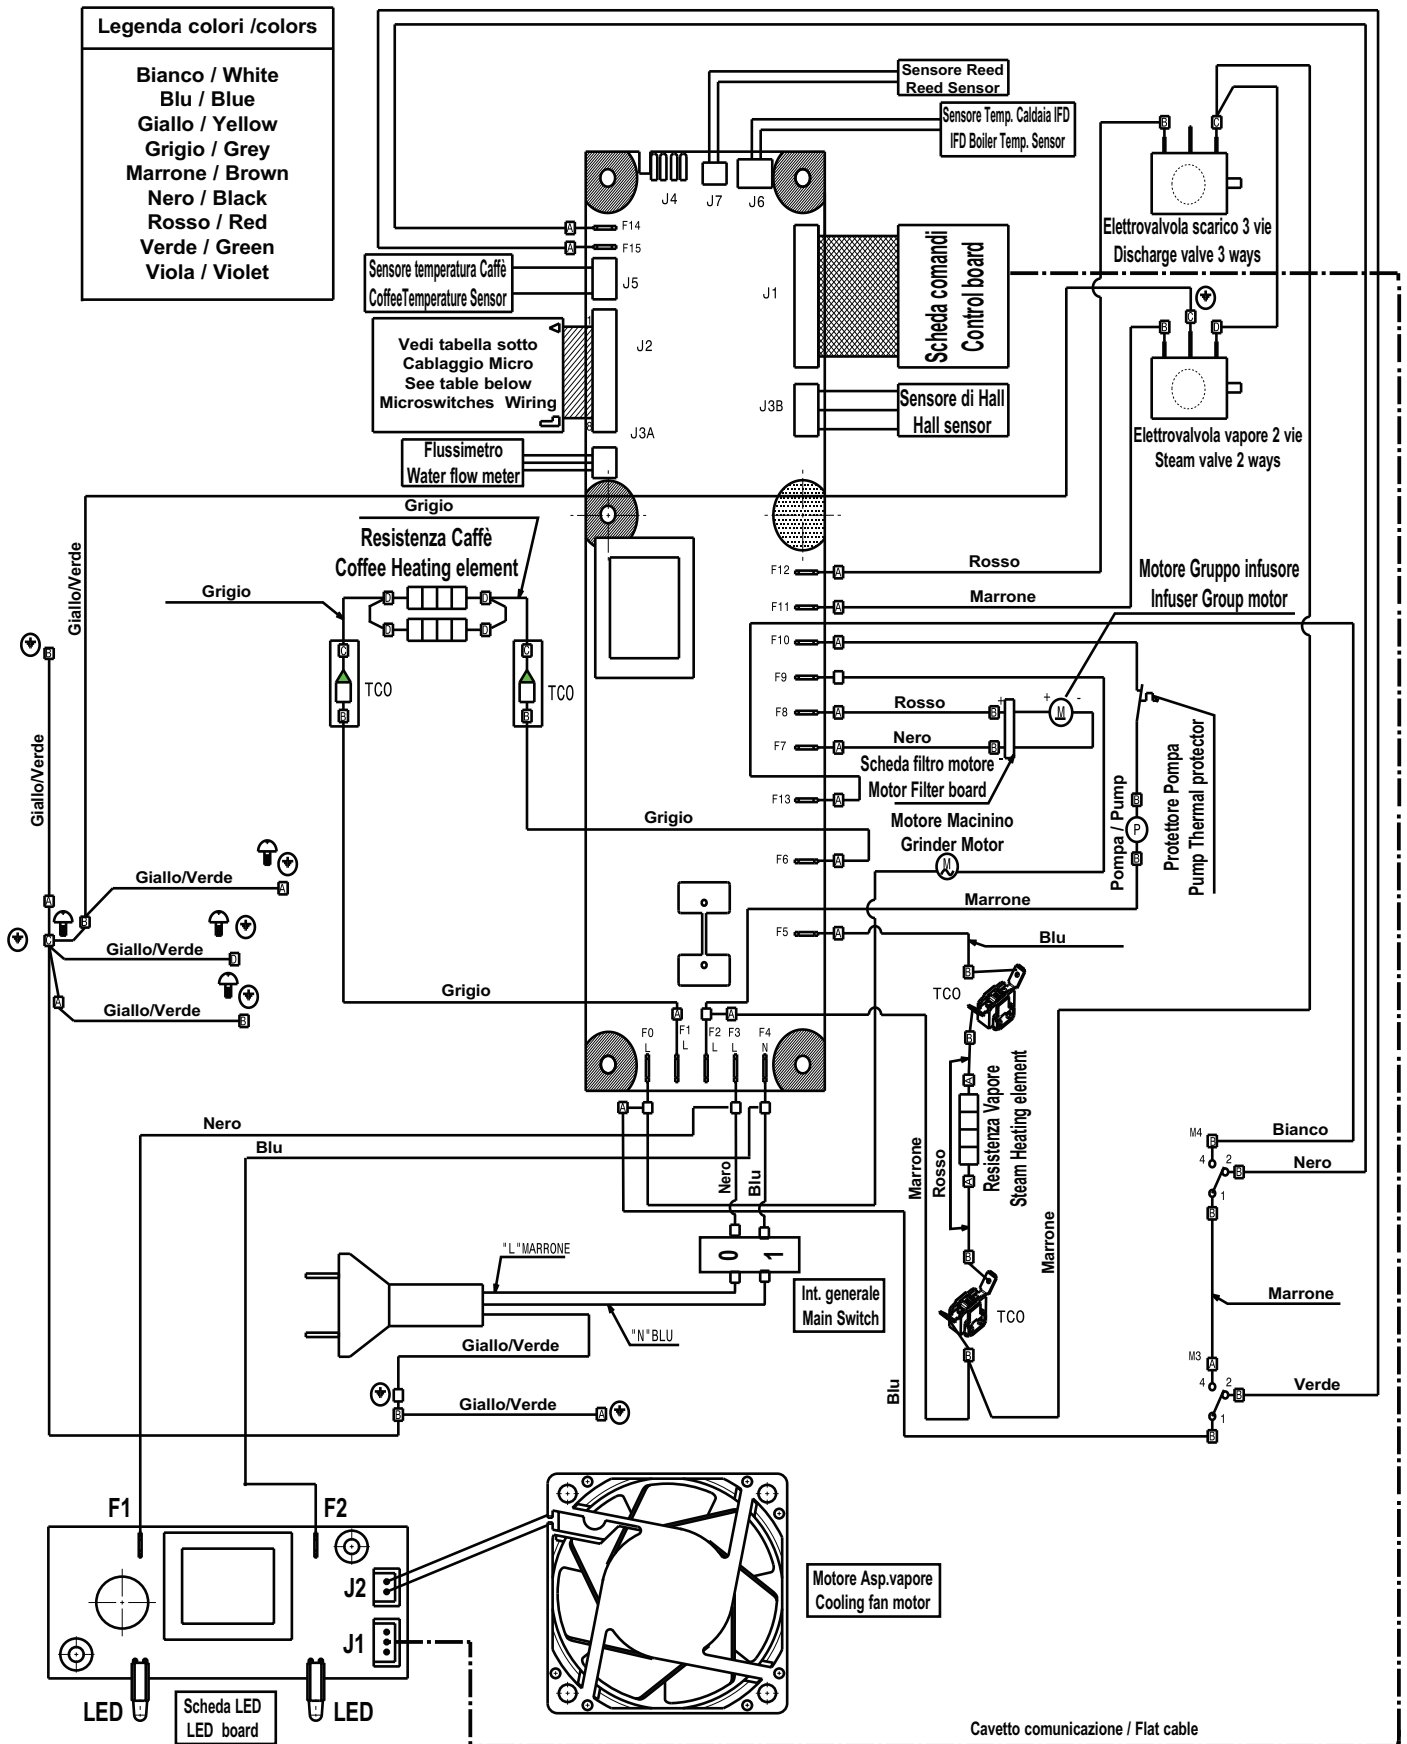 Legenda colori /colors
Bianco / White
Blu / Blue
Giallo / Yellow
Grigio / Grey
Marrone / Brown
Nero / Black
Rosso / Red
Verde / Green
Viola / Violet
Sensore Reed
Reed Sensor
Sensore Temp. Caldaia IFD
IFD Boiler Temp. Sensor
J4
J7
J6
B
C
Elettrovalvola scarico 3 vie
Discharge valve 3 ways
A
F14
A
F15
Sensore temperatura Caffè
CoffeeTemperature Sensor
J5
J1
Scheda comandi
Control board
C
B
D
Elettrovalvola vapore 2 vie
Steam valve 2 ways
Vedi tabella sotto
Cablaggio Micro
See table below
Microswitches Wiring
1
8
J2
J3A
J3B
Sensore di Hall
Hall sensor
Flussimetro
Water flow meter
Grigio
Resistenza Caffè
Coffee Heating element
Grigio
D
D
D
D
C
TCO
B
C
TCO
B
Giallo/Verde
Giallo/Verde
B
F12
A
Rosso
F11
A
Marrone
Motore Gruppo infusore
Infuser Group motor
F10
A
F9
F8
A
Rosso
B
+
+
M
-
F7
A
Nero
B
-
Scheda filtro motore
Motor Filter board
F13
A
Motore Macinino
Grinder Motor
M
F6
A
Grigio
Pompa / Pump
B
P
B
Protettore Pompa
Pump Thermal protector
Marrone
Giallo/Verde
A
A
B
C
Giallo/Verde
D
A
Giallo/Verde
B
F5
A
Blu
B
TCO
B
Grigio
A
A
F0
L
F1
L
F2
L
F3
L
F4
N
A
Rosso
A
Resistenza Vapore
Steam Heating element
A
B
TCO
B
Marrone
Marrone
Nero
Blu
Nero
Blu
0
1
Int. generale
Main Switch
"L"MARRONE
"N"BLU
Giallo/Verde
B
Giallo/Verde
A
Blu
M4
B
Bianco
4
2
B
Nero
1
B
Marrone
M3
A
4
2
B
Verde
1
B
F1
F2
J2
J1
LED
LED
Scheda LED
LED board
Motore Asp.vapore
Cooling fan motor
Cavetto comunicazione / Flat cable